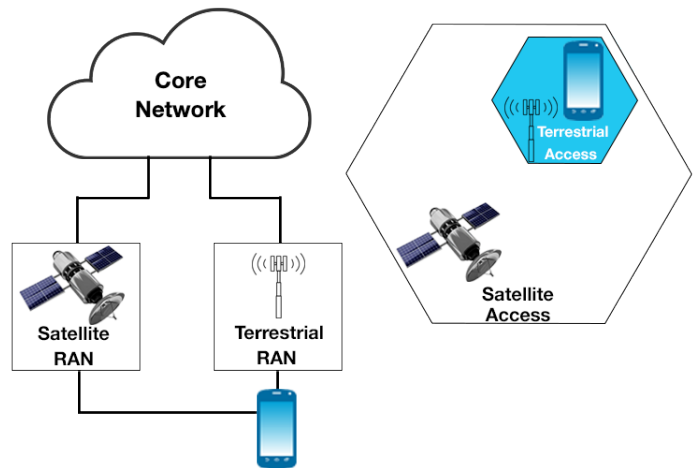 Core
Network
Satellite
RAN
Terrestrial
RAN
Terrestrial
Access
Satellite
Access